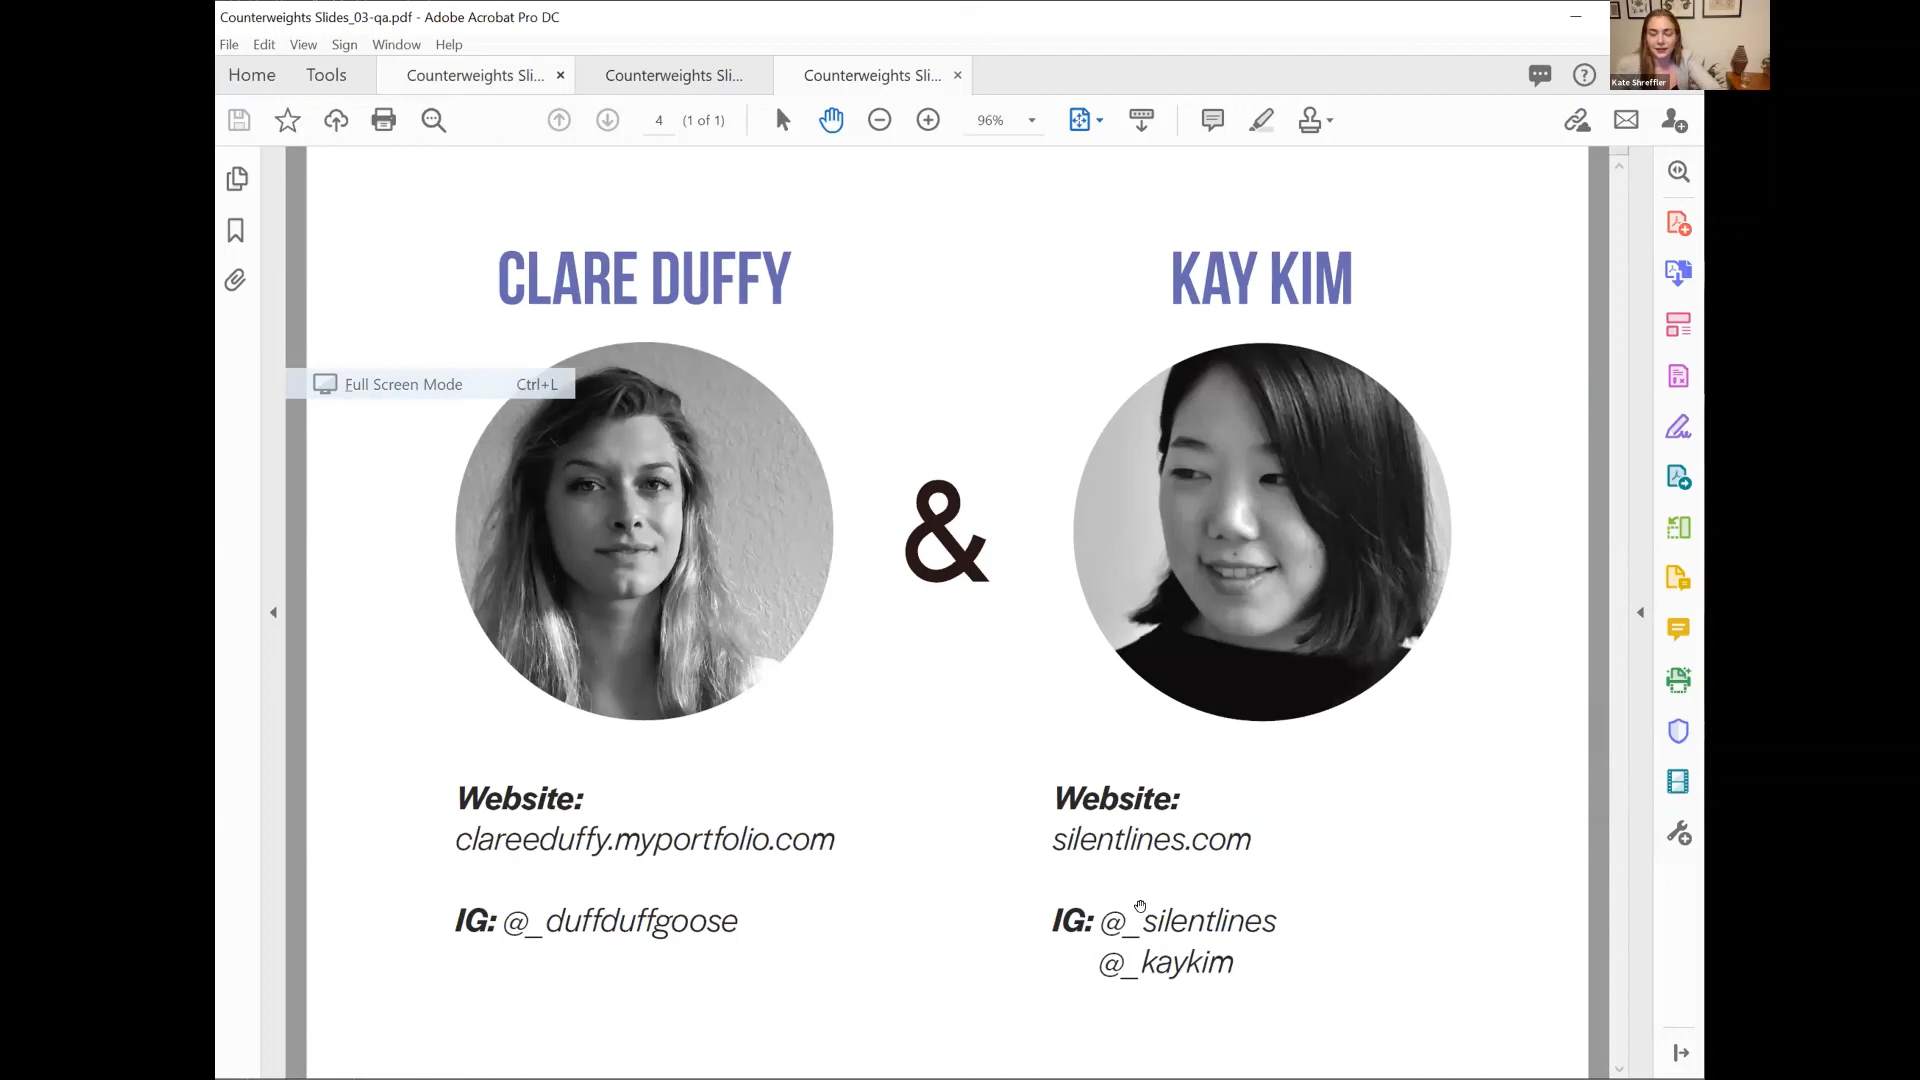 Counterweights Slides_03-qa.pdf - Adobe Acrobat Pro DC
File Edit View Sign Window Help
Home Tools Counterweights Sli... × Counterweights Sli... Counterweights Sli... ×
4 (1 of 1) 96%
Kate Shreffler
CLARE DUFFY
KAY KIM
Full Screen Mode Ctrl+L
&
Website:
clareeduffy.myportfolio.com
IG: @_duffduffgoose
Website:
silentlines.com
IG: @_silentlines
@_kaykim